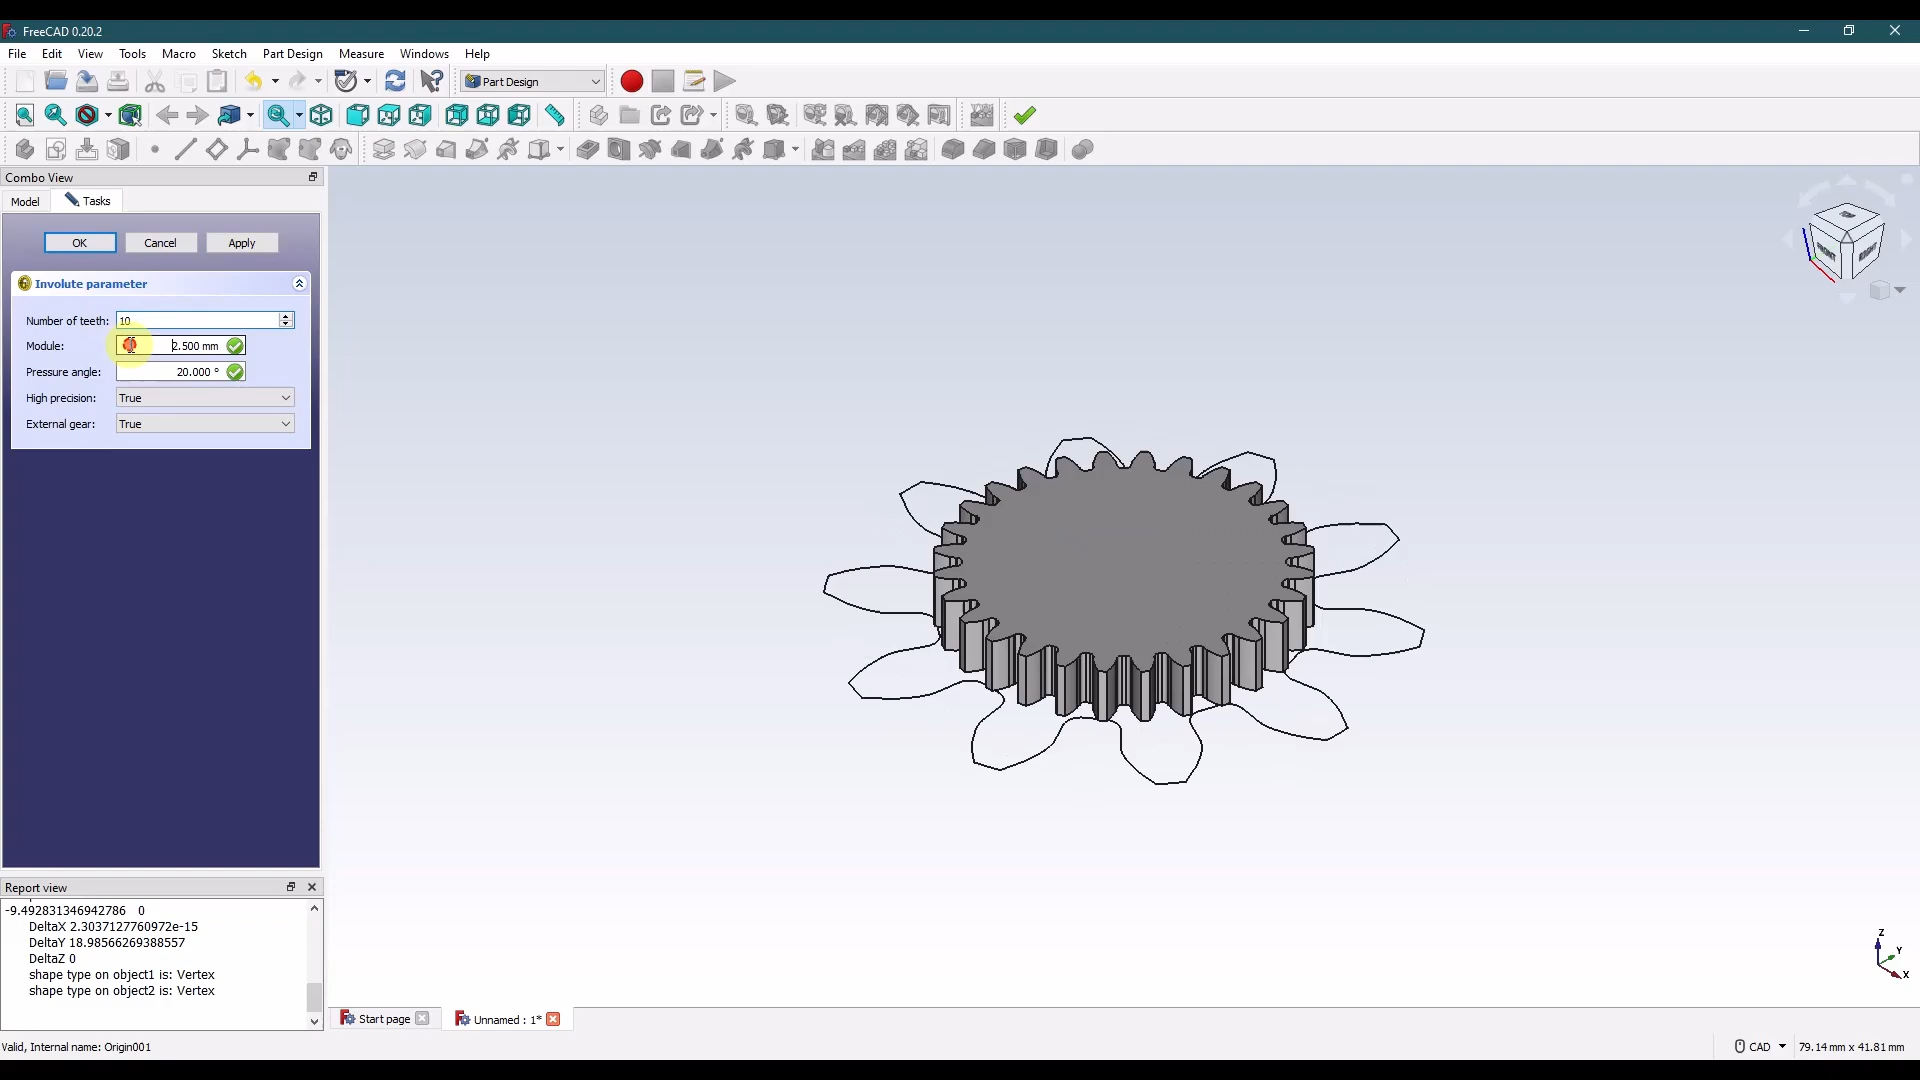 FreeCAD 0.20.2
File Edit View Tools Macro Sketch Part Design Measure Windows Help
Part Design
Combo View
Model Tasks
OK Cancel Apply
Involute parameter
Number of teeth: 10
Module: 2.500 mm
Pressure angle: 20.000 °
High precision: True
External gear: True
FRONT RIGHT
Report view
-9.492831346942786 0
DeltaX 2.3037127760972e-15
DeltaY 18.98566269388557
DeltaZ 0
shape type on object1 is: Vertex
shape type on object2 is: Vertex
Z
Y
X
Start page Unnamed : 1*
Valid, Internal name: Origin001
CAD 79.14 mm x 41.81 mm